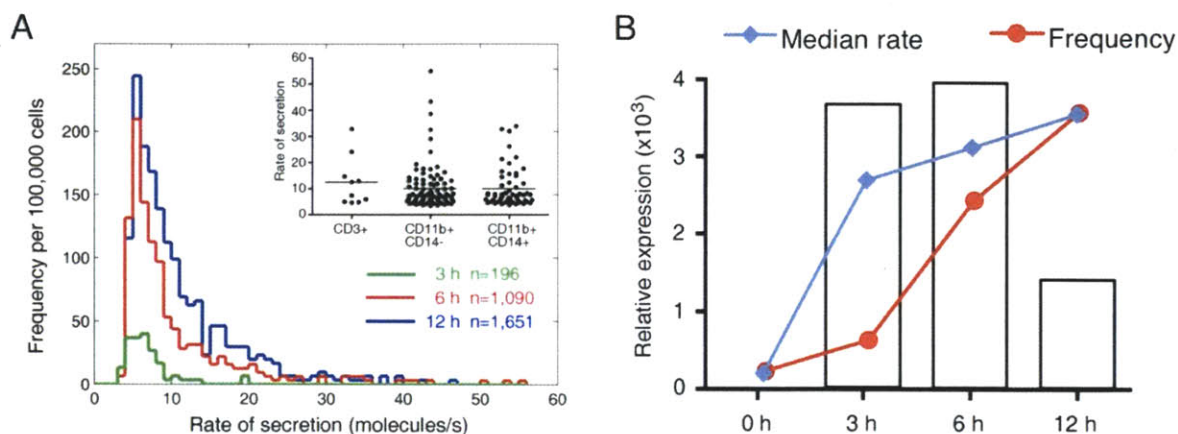 A
Frequency per 100,000 cells
250
200
150
100
50
0
0 10 20 30 40 50 60
Rate of secretion (molecules/s)
Rate of secretion
60
50
40
30
20
10
0
CD3+ CD11b+ CD11b+
CD14- CD14+
3 h n=196
6 h n=1,090
12 h n=1,651
B
Median rate Frequency
Relative expression (x10³)
4
3
2
1
0
0 h 3 h 6 h 12 h